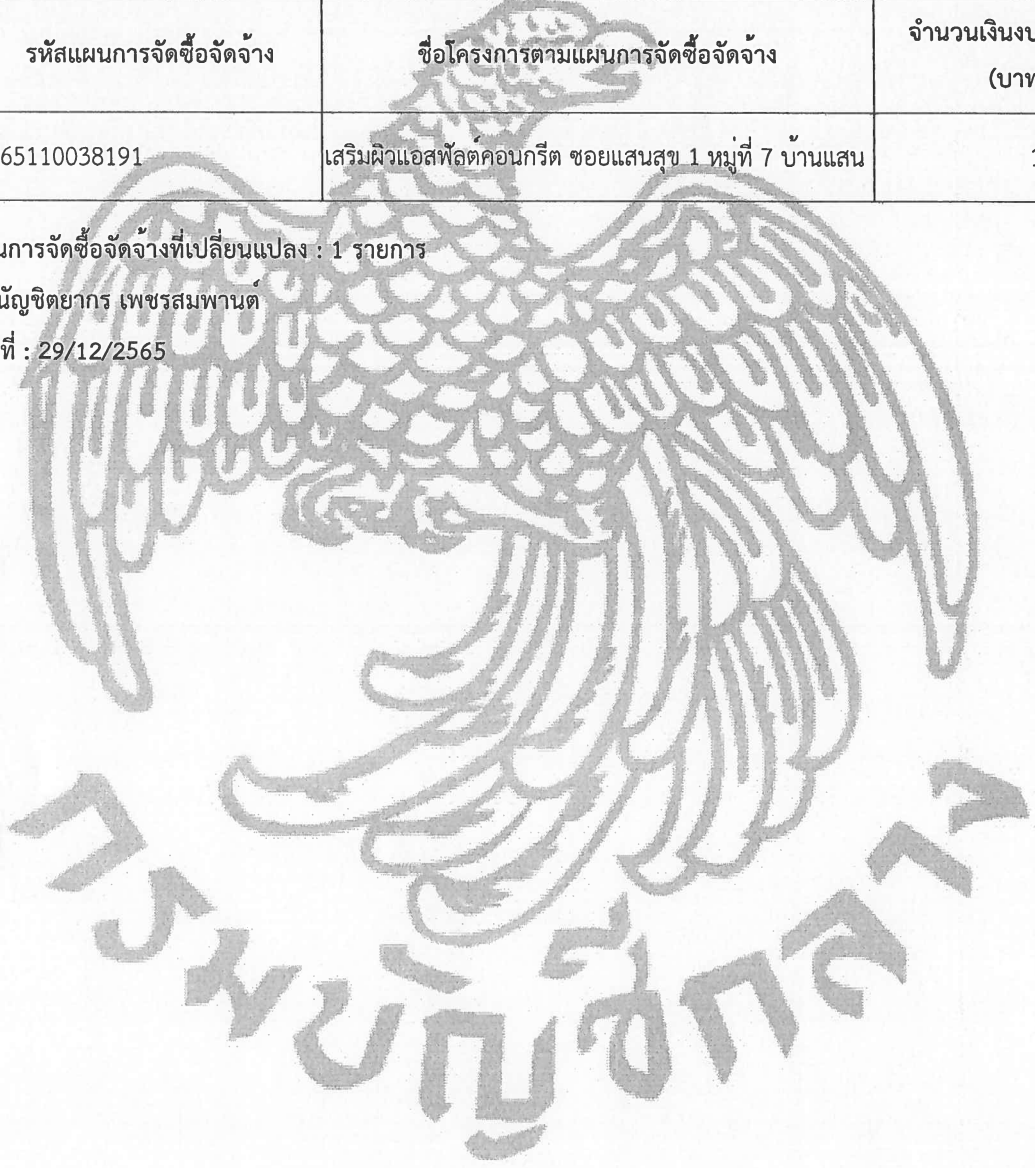 รหัสแผนการจัดซื้อจัดจ้าง ชื่อโครงการตามแผนการจัดซื้อจัดจ้าง จำนวนเงินงบ
(บาท
65110038191 เสริมผิวแอสฟัลต์คอนกรีต ซอยแสนสุข 1 หมู่ที่ 7 บ้านแสน
นการจัดซื้อจัดจ้างที่เปลี่ยนแปลง : 1 รายการ
นัญชิตยากร เพชรสมพานต์
ที่ : 29/12/2565
กรมบัญชีกลาง